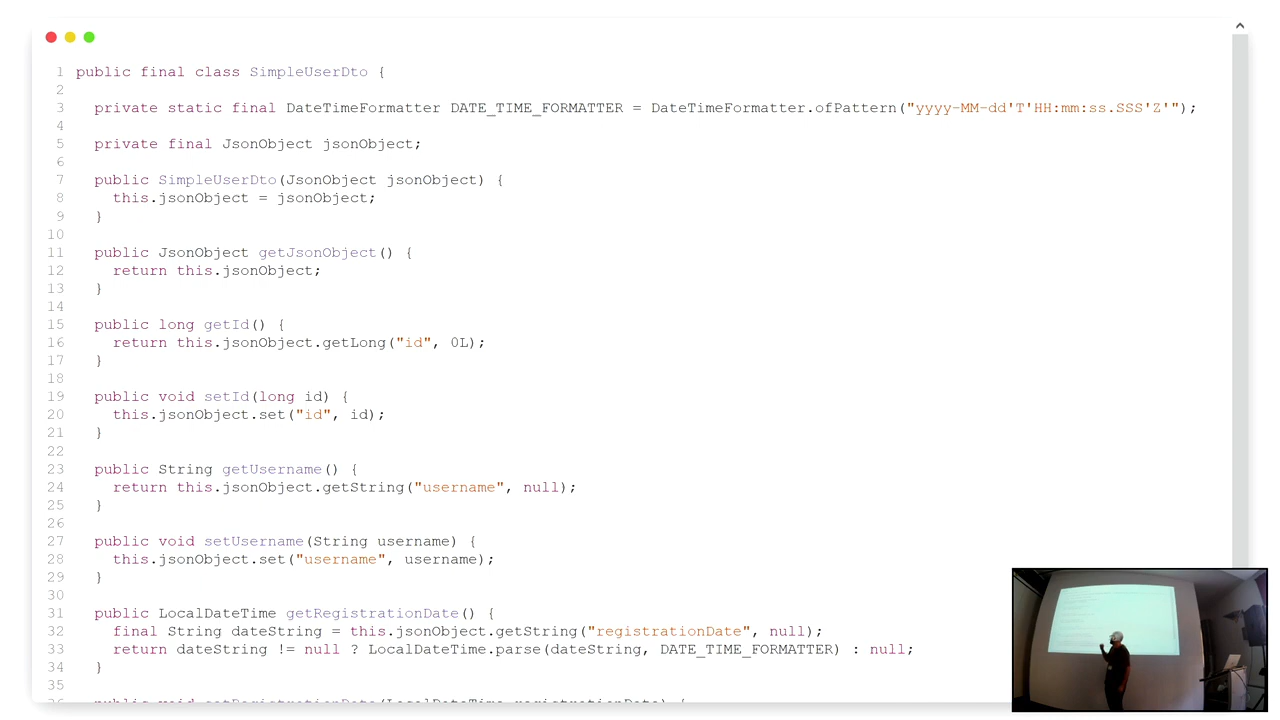 1 public final class SimpleUserDto {
2
3 private static final DateTimeFormatter DATE_TIME_FORMATTER = DateTimeFormatter.ofPattern("yyyy-MM-dd'T'HH:mm:ss.SSS'Z'");
4
5 private final JsonObject jsonObject;
6
7 public SimpleUserDto(JsonObject jsonObject) {
8 this.jsonObject = jsonObject;
9 }
10
11 public JsonObject getJsonObject() {
12 return this.jsonObject;
13 }
14
15 public long getId() {
16 return this.jsonObject.getLong("id", 0L);
17 }
18
19 public void setId(long id) {
20 this.jsonObject.set("id", id);
21 }
22
23 public String getUsername() {
24 return this.jsonObject.getString("username", null);
25 }
26
27 public void setUsername(String username) {
28 this.jsonObject.set("username", username);
29 }
30
31 public LocalDateTime getRegistrationDate() {
32 final String dateString = this.jsonObject.getString("registrationDate", null);
33 return dateString != null ? LocalDateTime.parse(dateString, DATE_TIME_FORMATTER) : null;
34 }
35
36 public void setRegistrationDate(LocalDateTime registrationDate) {